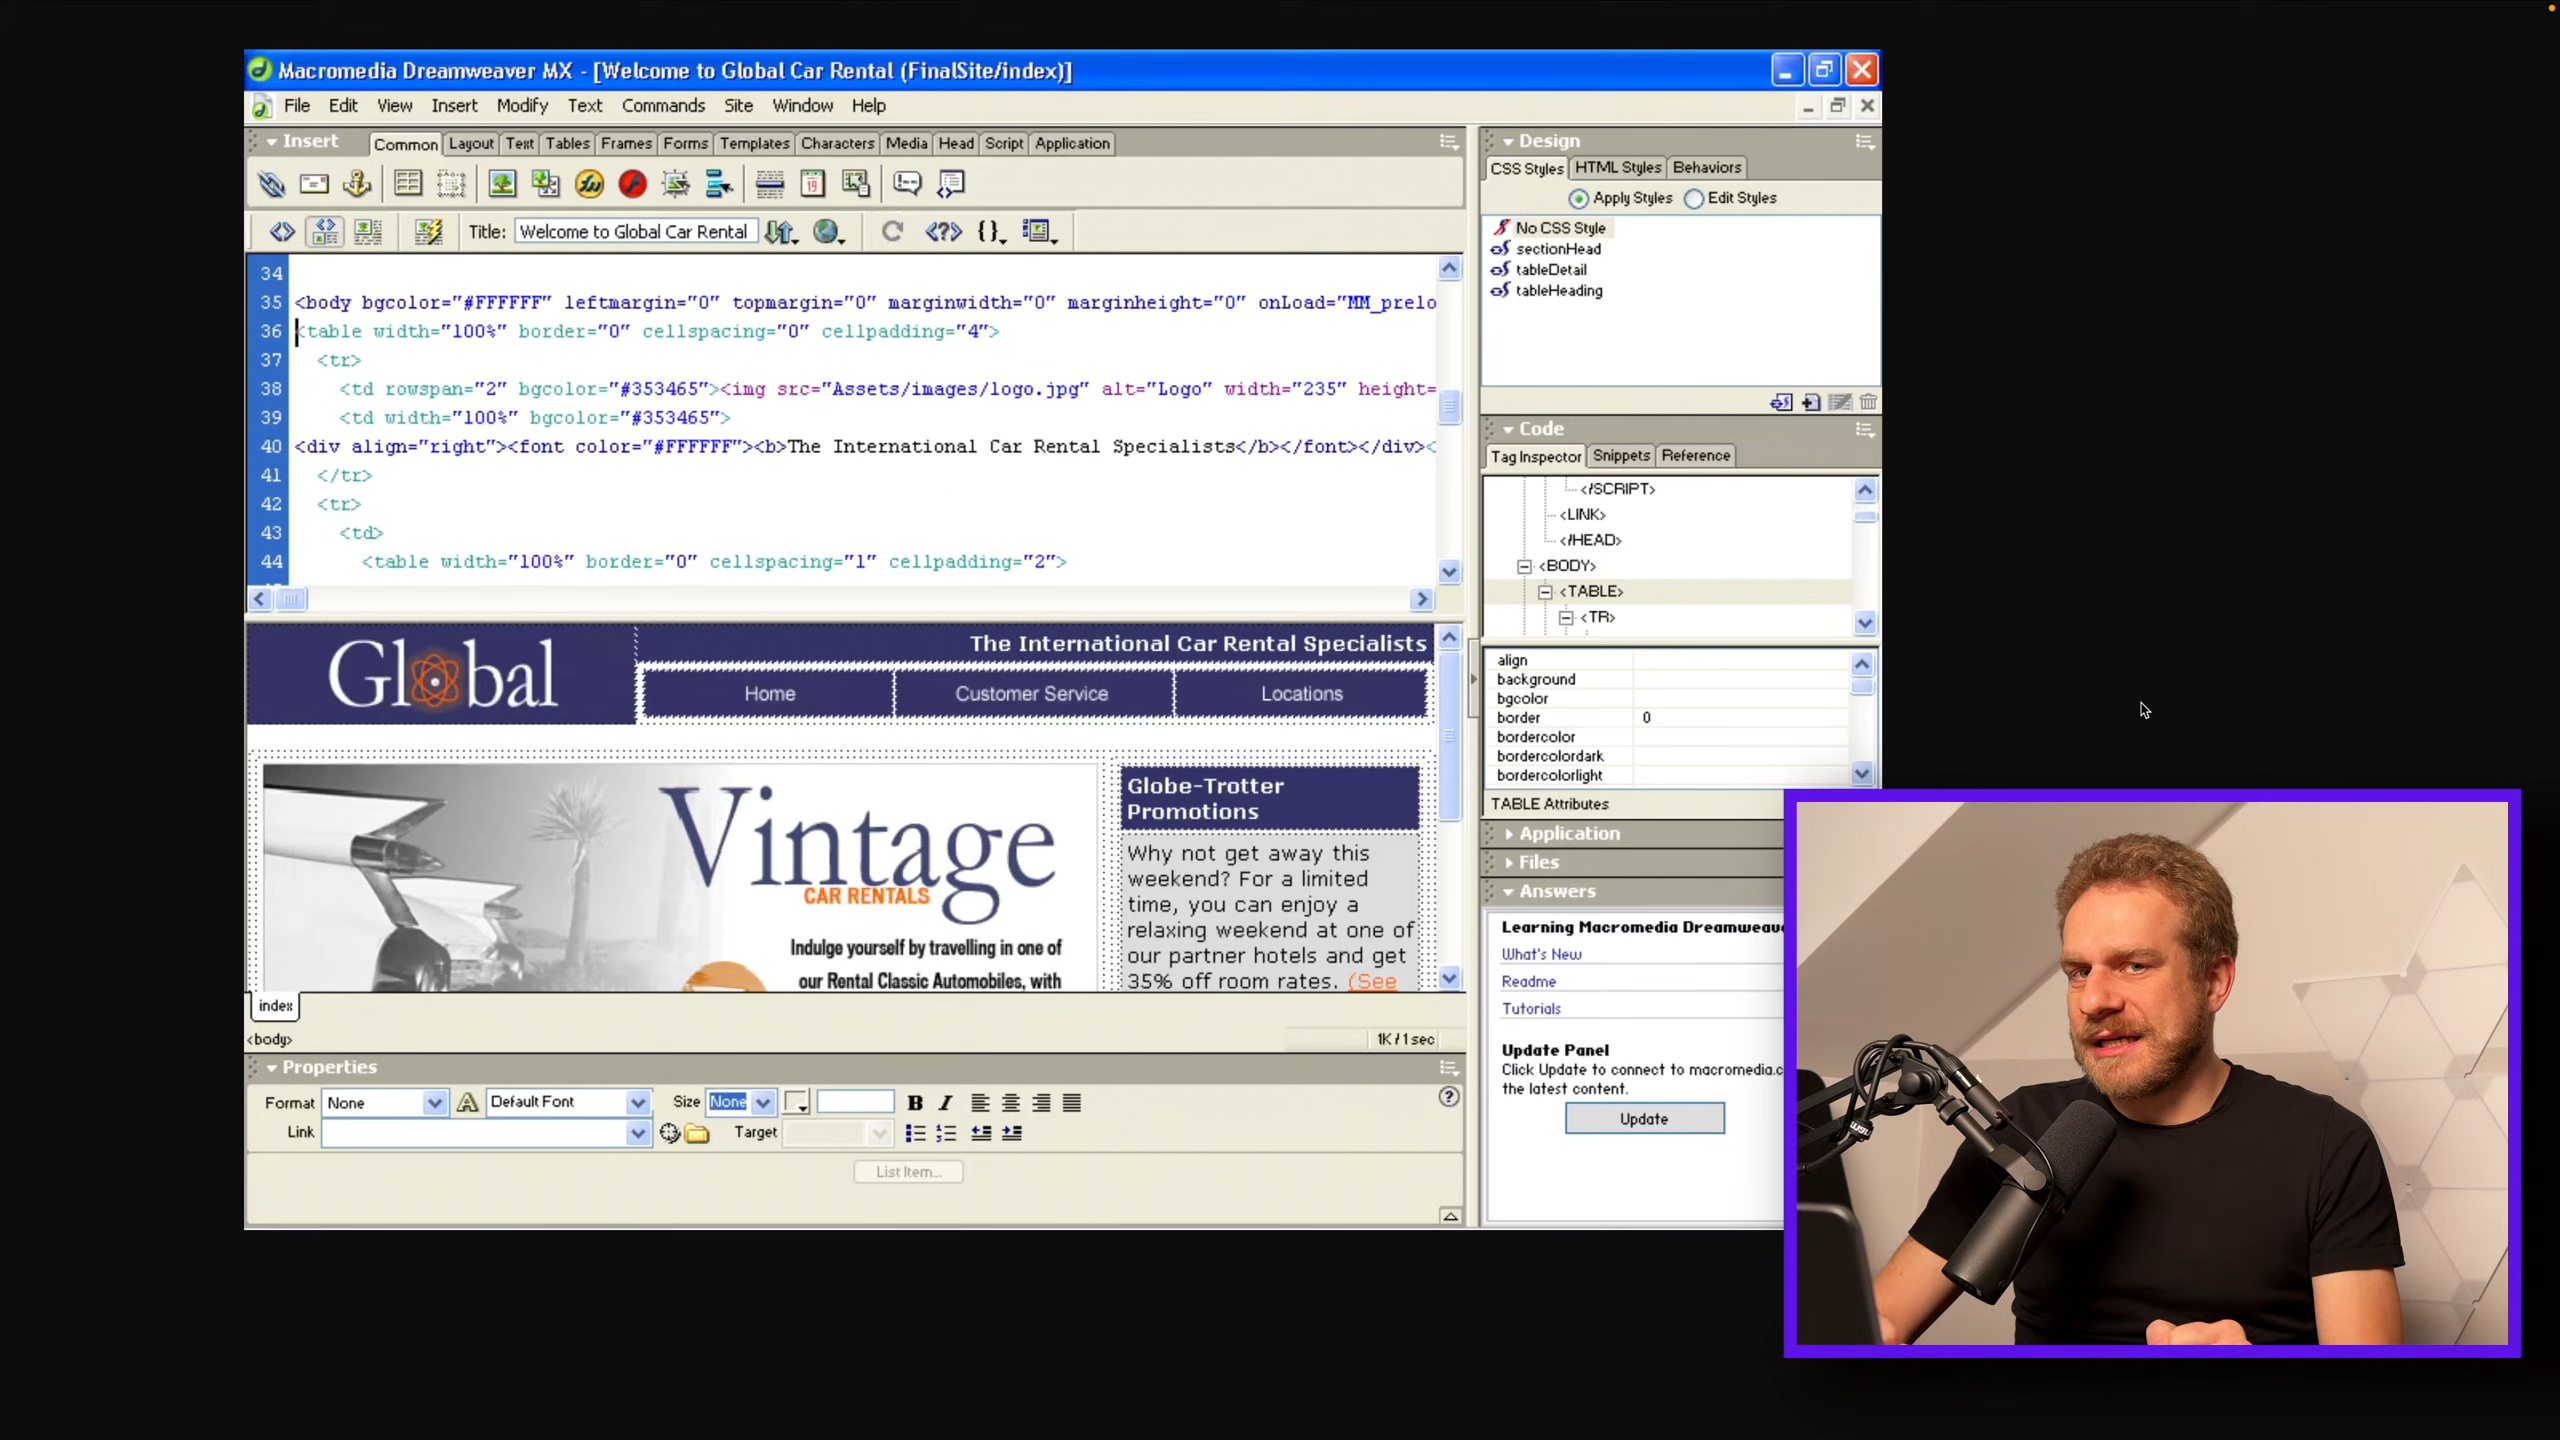 Macromedia Dreamweaver MX - [Welcome to Global Car Rental (FinalSite/index)]
File Edit View Insert Modify Text Commands Site Window Help
Insert Common Layout Text Tables Frames Forms Templates Characters Media Head Script Application
Title: Welcome to Global Car Rental
34
35 <body bgcolor="#FFFFFF" leftmargin="0" topmargin="0" marginwidth="0" marginheight="0" onLoad="MM_prelo
36 <table width="100%" border="0" cellspacing="0" cellpadding="4">
37 <tr>
38 <td rowspan="2" bgcolor="#353465"><img src="Assets/images/logo.jpg" alt="Logo" width="235" height=
39 <td width="100%" bgcolor="#353465">
40 <div align="right"><font color="#FFFFFF"><b>The International Car Rental Specialists</b></font></div><
41 </tr>
42 <tr>
43 <td>
44 <table width="100%" border="0" cellspacing="1" cellpadding="2">
Global
The International Car Rental Specialists
Home Customer Service Locations
Vintage
CAR RENTALS
Indulge yourself by travelling in one of
our Rental Classic Automobiles, with
Globe-Trotter
Promotions
Why not get away this
weekend? For a limited
time, you can enjoy a
relaxing weekend at one of
our partner hotels and get
35% off room rates. (See
index
<body>
1K / 1 sec
Properties
Format None Default Font Size None
Link Target
List Item...
Design
CSS Styles HTML Styles Behaviors
Apply Styles Edit Styles
No CSS Style
sectionHead
tableDetail
tableHeading
Code
Tag Inspector Snippets Reference
</SCRIPT>
<LINK>
</HEAD>
<BODY>
<TABLE>
<TR>
align
background
bgcolor
border 0
bordercolor
bordercolordark
bordercolorlight
TABLE Attributes
Application
Files
Answers
Learning Macromedia Dreamweav
What's New
Readme
Tutorials
Update Panel
Click Update to connect to macromedia.c
the latest content.
Update